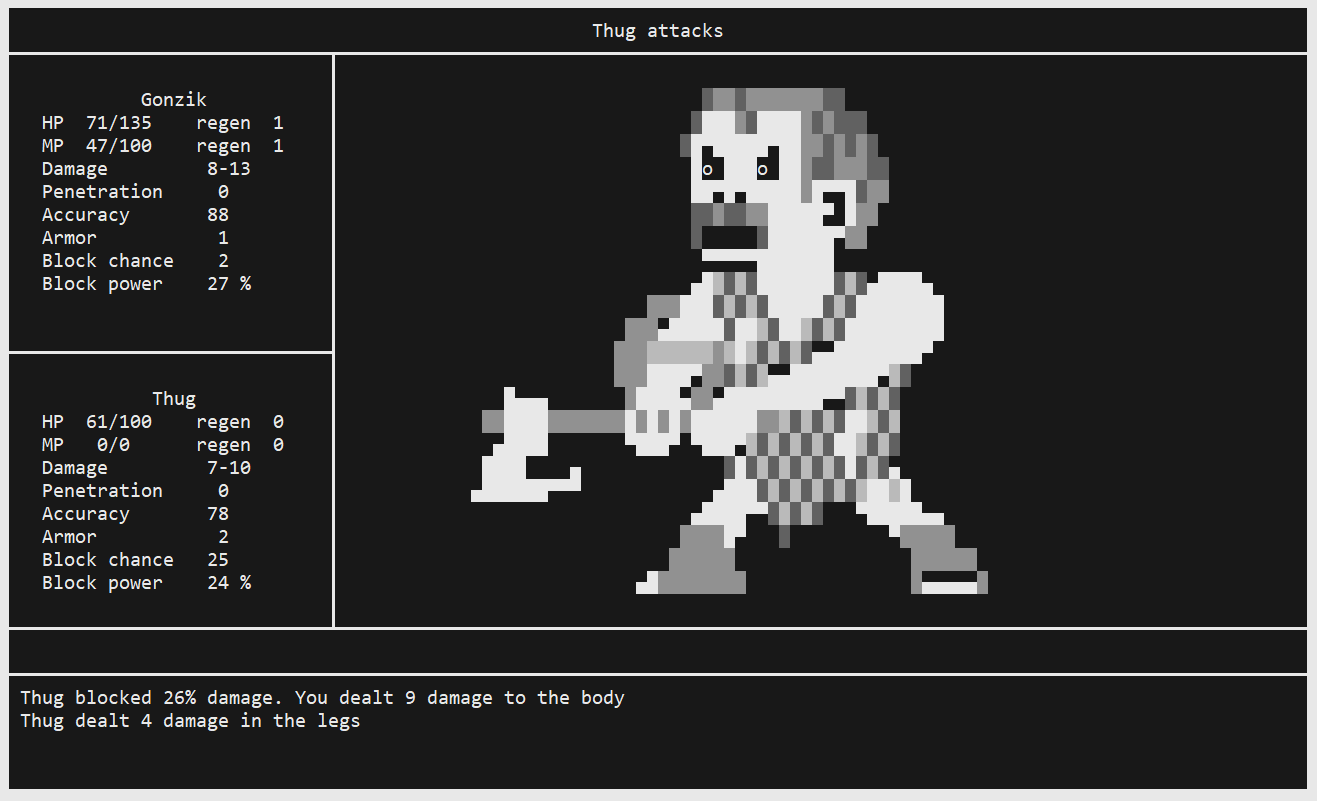 Thug attacks
Gonzik
HP 71/135 regen 1
MP 47/100 regen 1
Damage 8-13
Penetration 0
Accuracy 88
Armor 1
Block chance 2
Block power 27 %
Thug
HP 61/100 regen 0
MP 0/0 regen 0
Damage 7-10
Penetration 0
Accuracy 78
Armor 2
Block chance 25
Block power 24 %
Thug blocked 26% damage. You dealt 9 damage to the body
Thug dealt 4 damage in the legs